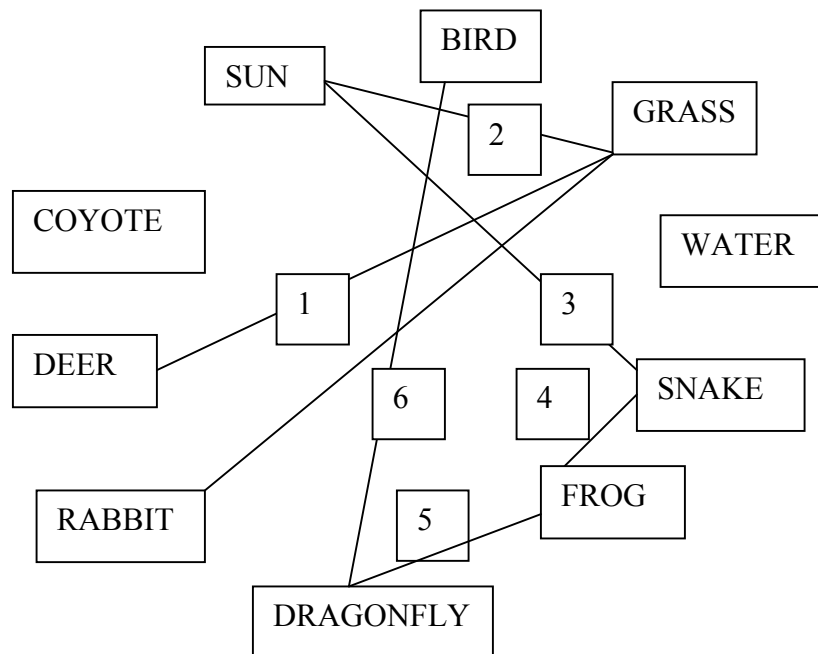 BIRD
SUN
GRASS
2
COYOTE
WATER
1
3
DEER
6
4
SNAKE
RABBIT
5
FROG
DRAGONFLY